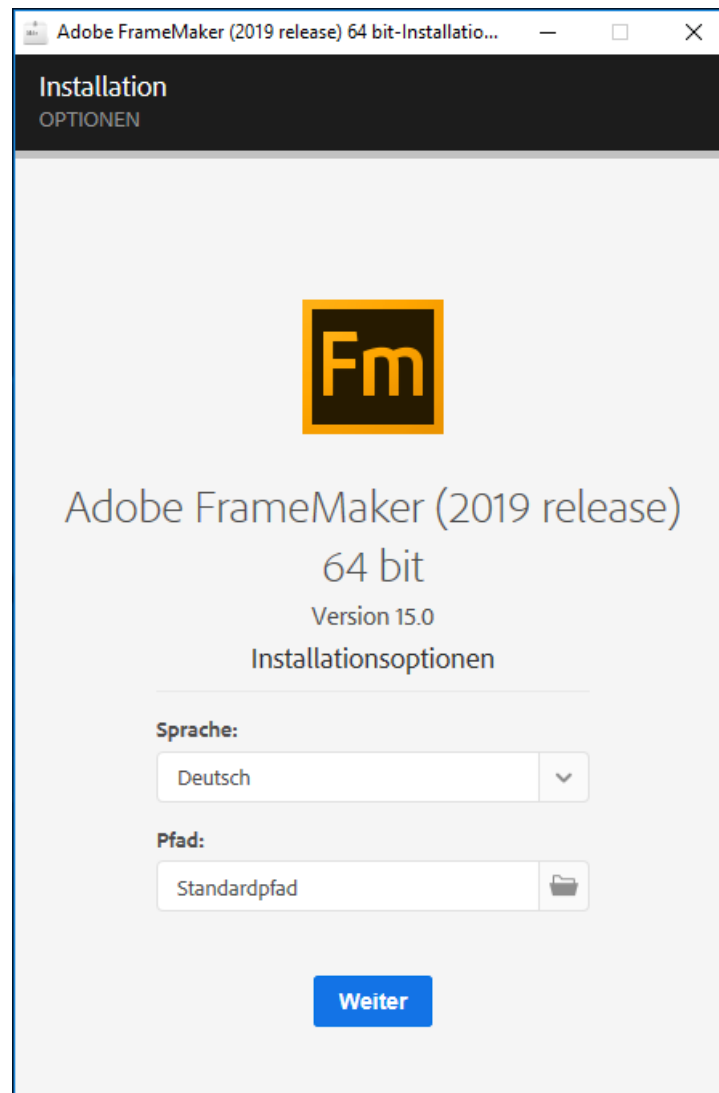 Adobe FrameMaker (2019 release) 64 bit-Installatio...
Installation
OPTIONEN
Fm
Adobe FrameMaker (2019 release)
64 bit
Version 15.0
Installationsoptionen
Sprache:
Deutsch
Pfad:
Standardpfad
Weiter